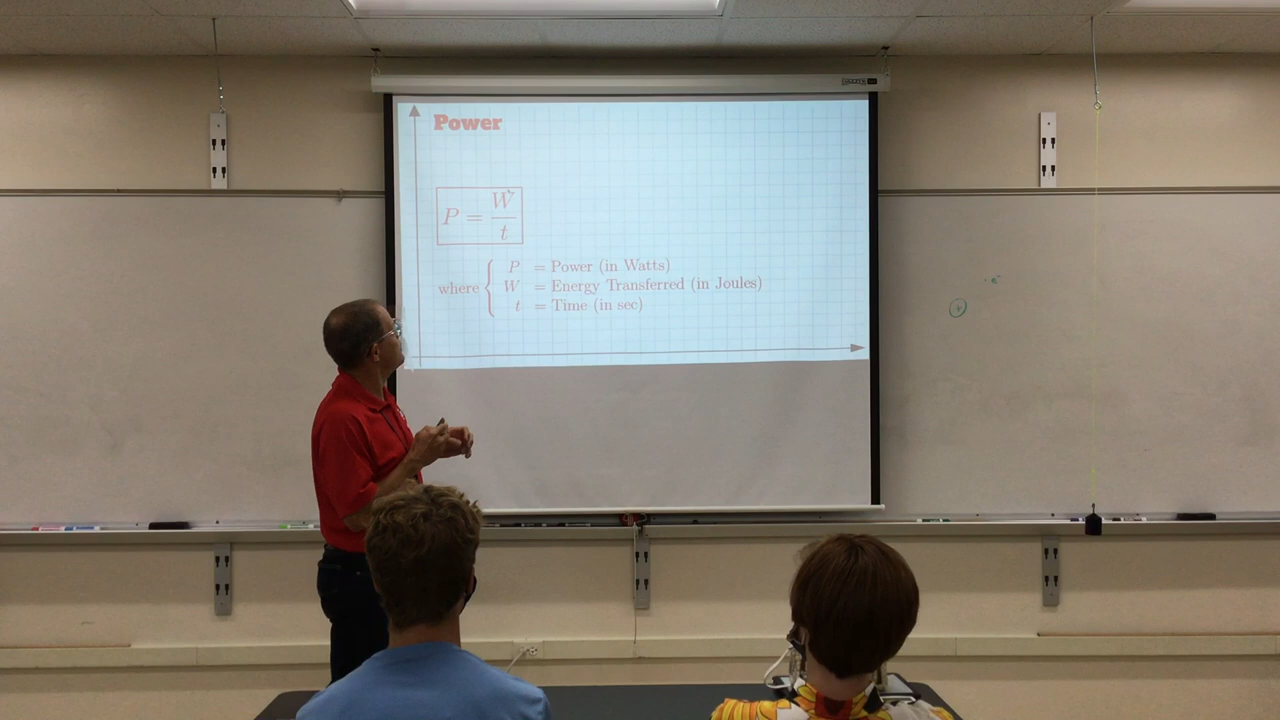 Power
P = W/t
where { P = Power (in Watts)
W = Energy Transferred (in Joules)
t = Time (in sec)